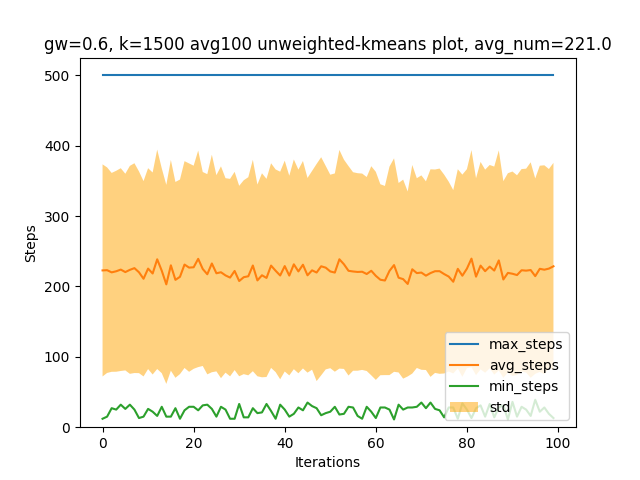 gw=0.6, k=1500 avg100 unweighted-kmeans plot, avg_num=221.0
Steps
500
400
300
200
100
0
0 20 40 60 80 100
Iterations
max_steps
avg_steps
min_steps
std